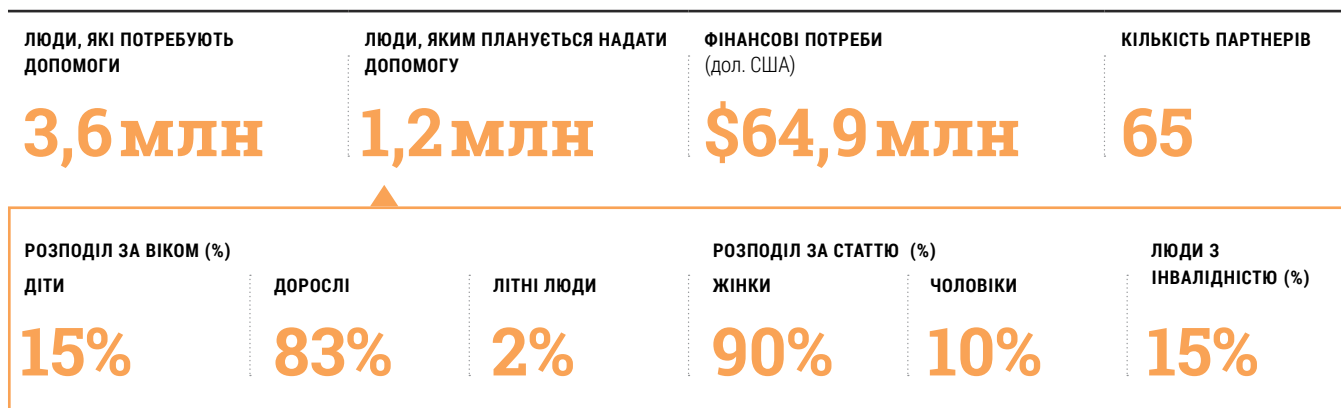 ЛЮДИ, ЯКІ ПОТРЕБУЮТЬ
ДОПОМОГИ
3,6 млн
ЛЮДИ, ЯКИМ ПЛАНУЄТЬСЯ НАДАТИ
ДОПОМОГУ
1,2 млн
ФІНАНСОВІ ПОТРЕБИ
(дол. США)
$64,9 млн
КІЛЬКІСТЬ ПАРТНЕРІВ
65
РОЗПОДІЛ ЗА ВІКОМ (%)
ДІТИ
15%
ДОРОСЛІ
83%
ЛІТНІ ЛЮДИ
2%
РОЗПОДІЛ ЗА СТАТТЮ (%)
ЖІНКИ
90%
ЧОЛОВІКИ
10%
ЛЮДИ З
ІНВАЛІДНІСТЮ (%)
15%